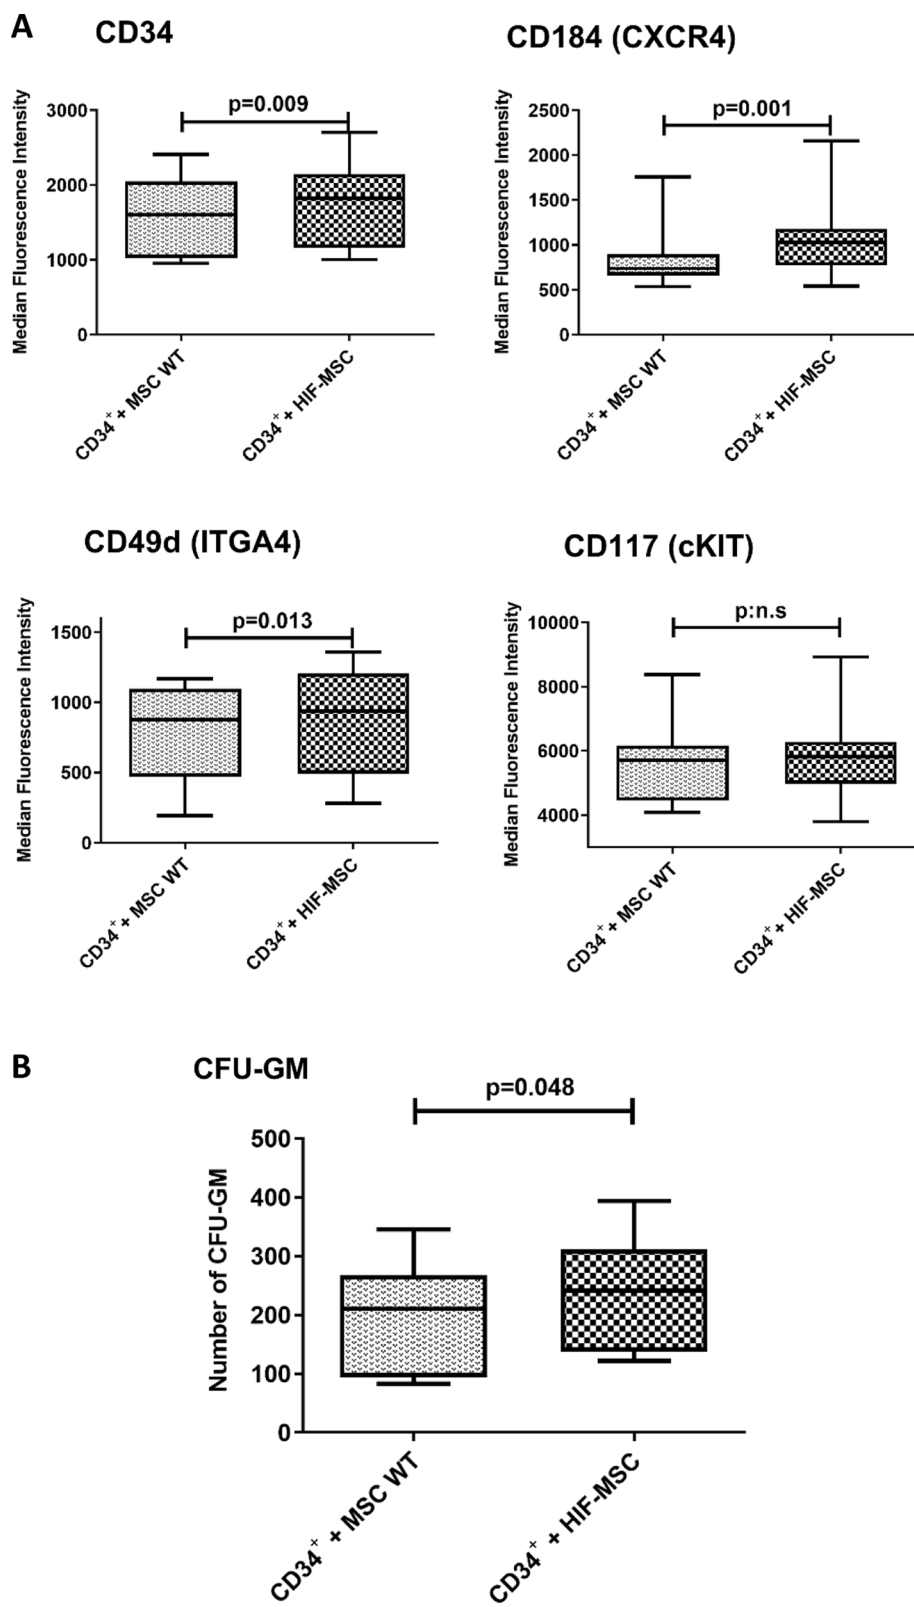 A
CD34
Median Fluorescence Intensity
3000
2000
1000
0
p=0.009
CD34⁺ + MSC WT
CD34⁺ + HIF-MSC
CD184 (CXCR4)
Median Fluorescence Intensity
2500
2000
1500
1000
500
0
p=0.001
CD34⁺ + MSC WT
CD34⁺ + HIF-MSC
CD49d (ITGA4)
Median Fluorescence Intensity
1500
1000
500
0
p=0.013
CD34⁺ + MSC WT
CD34⁺ + HIF-MSC
CD117 (cKIT)
Median Fluorescence Intensity
10000
8000
6000
4000
p:n.s
CD34⁺ + MSC WT
CD34⁺ + HIF-MSC
B
CFU-GM
Number of CFU-GM
500
400
300
200
100
0
p=0.048
CD34⁺ + MSC WT
CD34⁺ + HIF-MSC